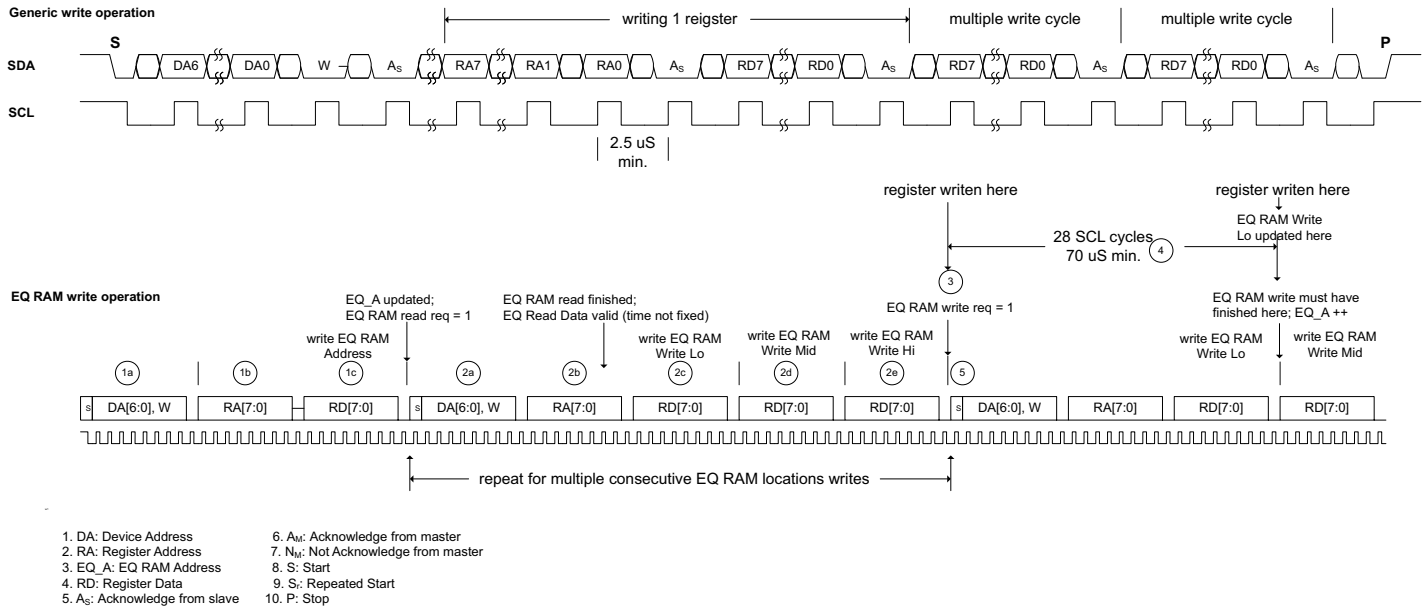 Generic write operation
writing 1 reigster
multiple write cycle
multiple write cycle
S
P
SDA
DA6
DA0
W
AS
RA7
RA1
RA0
AS
RD7
RD0
AS
RD7
RD0
AS
RD7
RD0
AS
SCL
2.5 uS
min.
register writen here
register writen here
EQ RAM Write
Lo updated here
28 SCL cycles
70 uS min.
4
3
EQ RAM write operation
EQ_A updated;
EQ RAM read req = 1
EQ RAM read finished;
EQ Read Data valid (time not fixed)
EQ RAM write req = 1
EQ RAM write must have
finished here; EQ_A ++
write EQ RAM
Address
write EQ RAM
Write Lo
write EQ RAM
Write Mid
write EQ RAM
Write Hi
write EQ RAM
Write Lo
write EQ RAM
Write Mid
1a
1b
1c
2a
2b
2c
2d
2e
5
S
DA[6:0], W
RA[7:0]
RD[7:0]
S
DA[6:0], W
RA[7:0]
RD[7:0]
RD[7:0]
RD[7:0]
S
DA[6:0], W
RA[7:0]
RD[7:0]
RD[7:0]
repeat for multiple consecutive EQ RAM locations writes
1. DA: Device Address
2. RA: Register Address
3. EQ_A: EQ RAM Address
4. RD: Register Data
5. AS: Acknowledge from slave
6. AM: Acknowledge from master
7. NM: Not Acknowledge from master
8. S: Start
9. Sr: Repeated Start
10. P: Stop